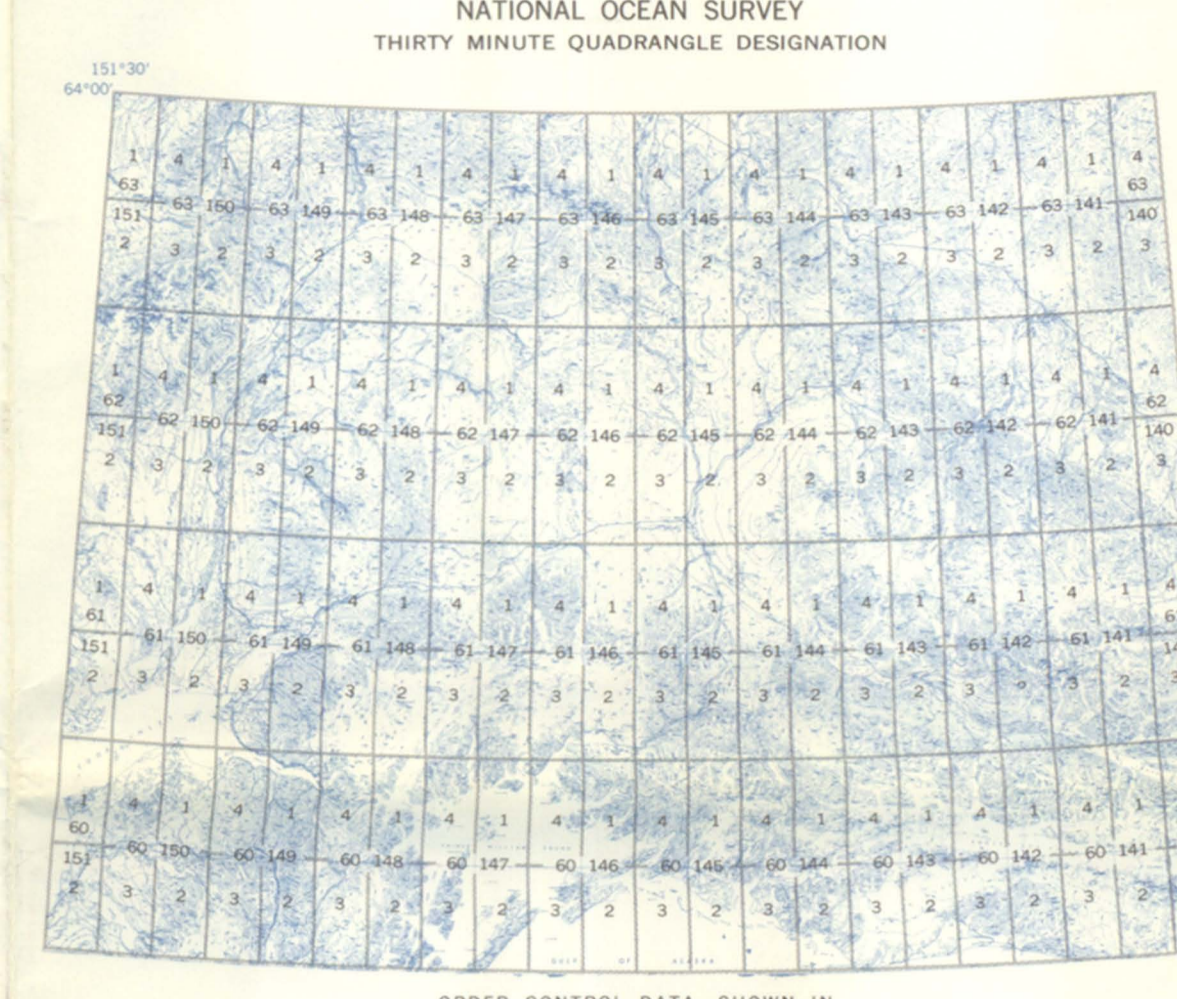 NATIONAL OCEAN SURVEY
THIRTY MINUTE QUADRANGLE DESIGNATION
151°30'
64°00'
1 4 1 4 1 4 1 4 1 4 1 4 1 4 1 4 1 4 1 4 1 4
63 63
151 63 150 63 149 63 148 63 147 63 146 63 145 63 144 63 143 63 142 63 141 140
2 3 2 3 2 3 2 3 2 3 2 3 2 3 2 3 2 3 2 3 2 3
1 4 1 4 1 4 1 4 1 4 1 4 1 4 1 4 1 4 1 4 1 4
62 62
151 62 150 62 149 62 148 62 147 62 146 62 145 62 144 62 143 62 142 62 141 140
2 3 2 3 2 3 2 3 2 3 2 3 2 3 2 3 2 3 2 3 2 3
1 4 1 4 1 4 1 4 1 4 1 4 1 4 1 4 1 4 1 4 1 4
61 6
151 61 150 61 149 61 148 61 147 61 146 61 145 61 144 61 143 61 142 61 141 14
2 3 2 3 2 3 2 3 2 3 2 3 2 3 2 3 2 3 3 2 3
1 4 1 4 1 4 1 4 1 4 1 4 1 4 1 4 1 4 1 4 1
60
151 60 150 60 149 60 148 60 147 60 146 60 145 60 144 60 143 60 142 60 141
2 3 2 3 2 3 2 3 2 3 2 3 2 3 2 3 2 3 2 3 2
GULF OF ALASKA
ORDER CONTROL DATA SHOWN IN